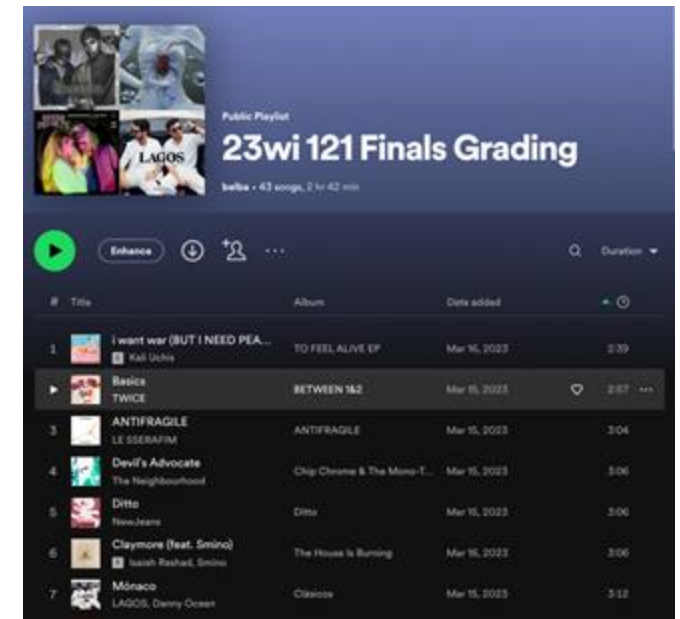 LAGOS
Public Playlist
23wi 121 Finals Grading
belba • 43 songs, 2 hr 42 min
Enhance
Duration
# Title Album Date added
1 i want war (BUT I NEED PEA... TO FEEL ALIVE EP Mar 16, 2023 2:39
E Kali Uchis
Basics BETWEEN 1&2 Mar 15, 2023 2:57 ...
TWICE
3 ANTIFRAGILE ANTIFRAGILE Mar 15, 2023 3:04
LE SSERAFIM
4 Devil's Advocate Chip Chrome & The Mono-T... Mar 15, 2023 3:06
The Neighbourhood
5 Ditto Ditto Mar 15, 2023 3:06
NewJeans
6 Claymore (feat. Smino) The House Is Burning Mar 16, 2023 3:06
E Isaiah Rashad, Smino
7 Mónaco Clásicos Mar 15, 2023 3:12
LAGOS, Danny Ocean